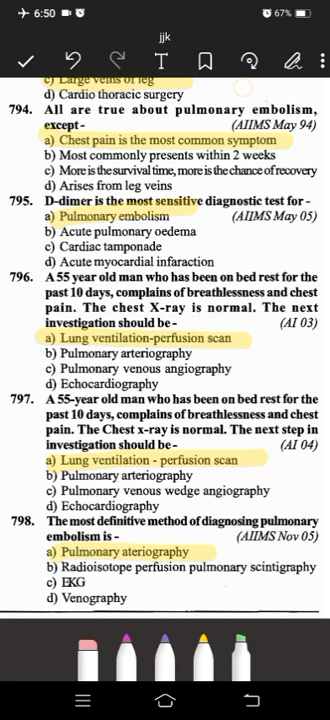 6:50
67%
jjk
T
c) Large veins of leg
d) Cardio thoracic surgery
794. All are true about pulmonary embolism,
except- (AIIMS May 94)
a) Chest pain is the most common symptom
b) Most commonly presents within 2 weeks
c) More is the survival time, more is the chance of recovery
d) Arises from leg veins
795. D-dimer is the most sensitive diagnostic test for -
a) Pulmonary embolism (AIIMS May 05)
b) Acute pulmonary oedema
c) Cardiac tamponade
d) Acute myocardial infaraction
796. A 55 year old man who has been on bed rest for the
past 10 days, complains of breathlessness and chest
pain. The chest X-ray is normal. The next
investigation should be - (AI 03)
a) Lung ventilation-perfusion scan
b) Pulmonary arteriography
c) Pulmonary venous angiography
d) Echocardiography
797. A 55-year old man who has been on bed rest for the
past 10 days, complains of breathlessness and chest
pain. The Chest x-ray is normal. The next step in
investigation should be - (AI 04)
a) Lung ventilation - perfusion scan
b) Pulmonary arteriography
c) Pulmonary venous wedge angiography
d) Echocardiography
798. The most definitive method of diagnosing pulmonary
embolism is - (AIIMS Nov 05)
a) Pulmonary ateriography
b) Radioisotope perfusion pulmonary scintigraphy
c) EKG
d) Venography